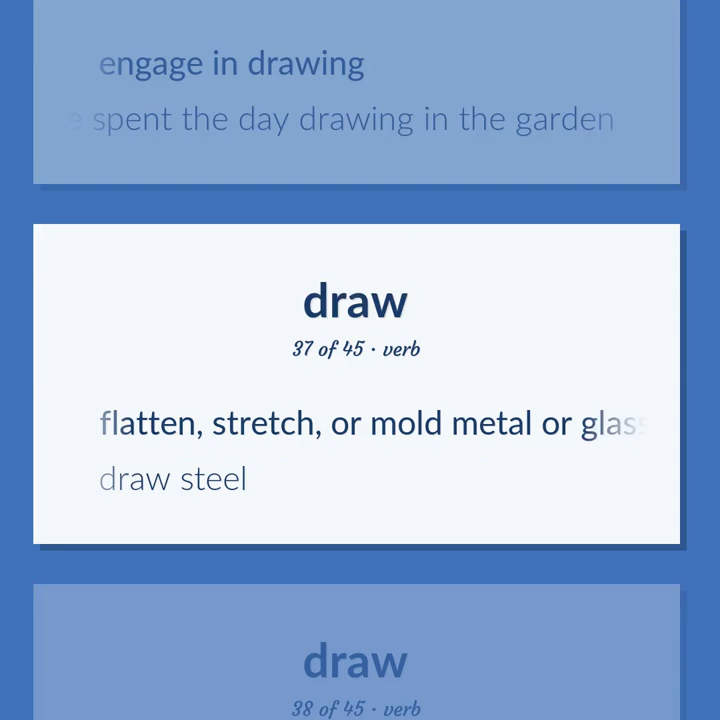 engage in drawing
spent the day drawing in the garden
draw
37 of 45 · verb
flatten, stretch, or mold metal or glass
draw steel
draw
38 of 45 · verb